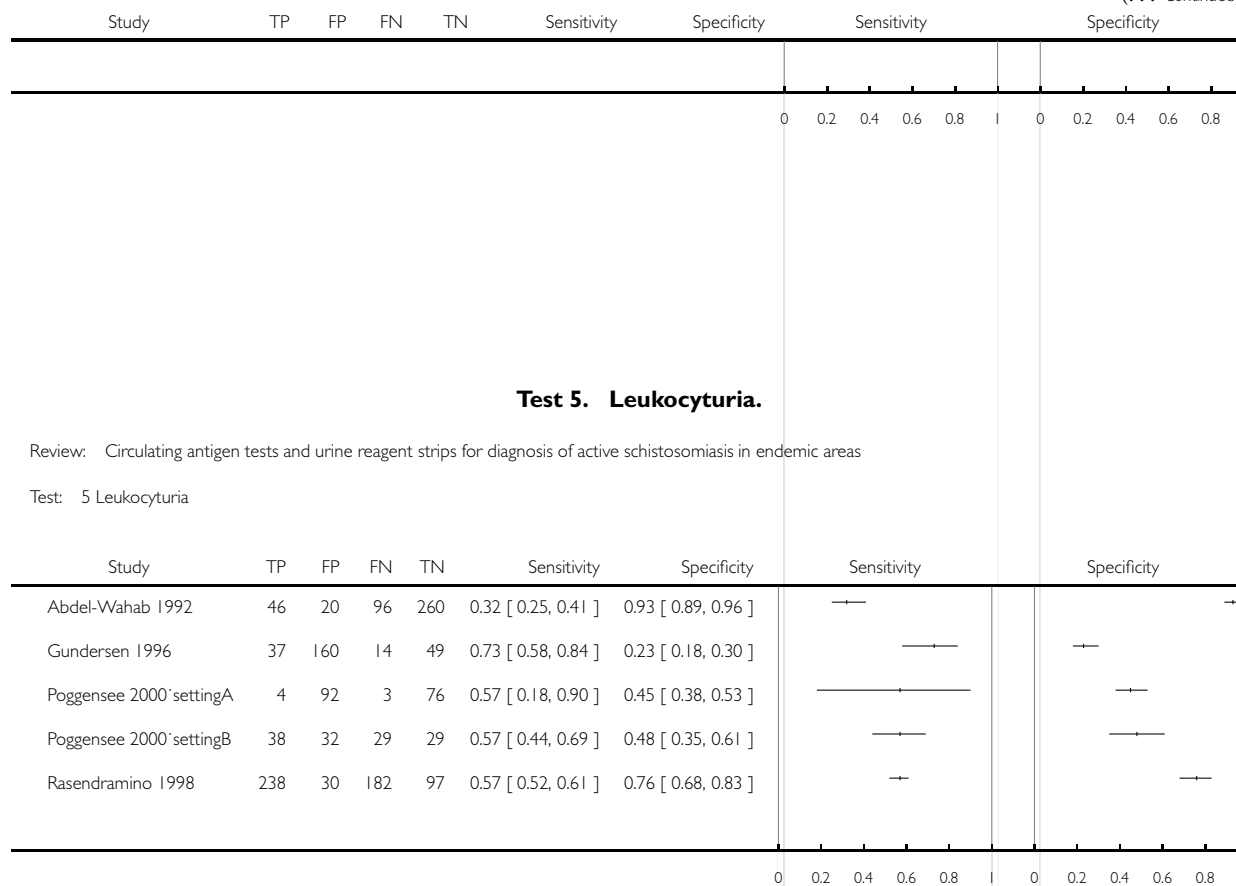 Study TP FP FN TN Sensitivity Specificity Sensitivity Specificity
0 0.2 0.4 0.6 0.8 1 0 0.2 0.4 0.6 0.8
Test 5. Leukocyturia.
Review: Circulating antigen tests and urine reagent strips for diagnosis of active schistosomiasis in endemic areas
Test: 5 Leukocyturia
Study TP FP FN TN Sensitivity Specificity Sensitivity Specificity
Abdel-Wahab 1992 46 20 96 260 0.32 [ 0.25, 0.41 ] 0.93 [ 0.89, 0.96 ]
Gundersen 1996 37 160 14 49 0.73 [ 0.58, 0.84 ] 0.23 [ 0.18, 0.30 ]
Poggensee 2000˙settingA 4 92 3 76 0.57 [ 0.18, 0.90 ] 0.45 [ 0.38, 0.53 ]
Poggensee 2000˙settingB 38 32 29 29 0.57 [ 0.44, 0.69 ] 0.48 [ 0.35, 0.61 ]
Rasendramino 1998 238 30 182 97 0.57 [ 0.52, 0.61 ] 0.76 [ 0.68, 0.83 ]
0 0.2 0.4 0.6 0.8 1 0 0.2 0.4 0.6 0.8